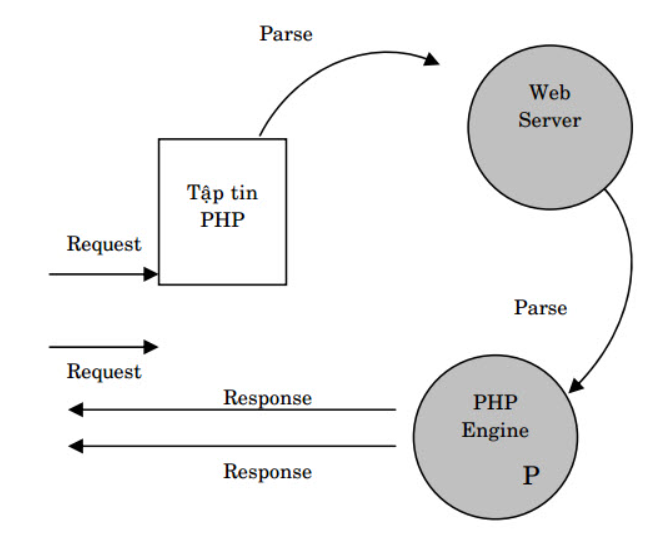 Parse
Web
Server
Tập tin
PHP
Request
Parse
Request
Response
PHP
Engine
P
Response